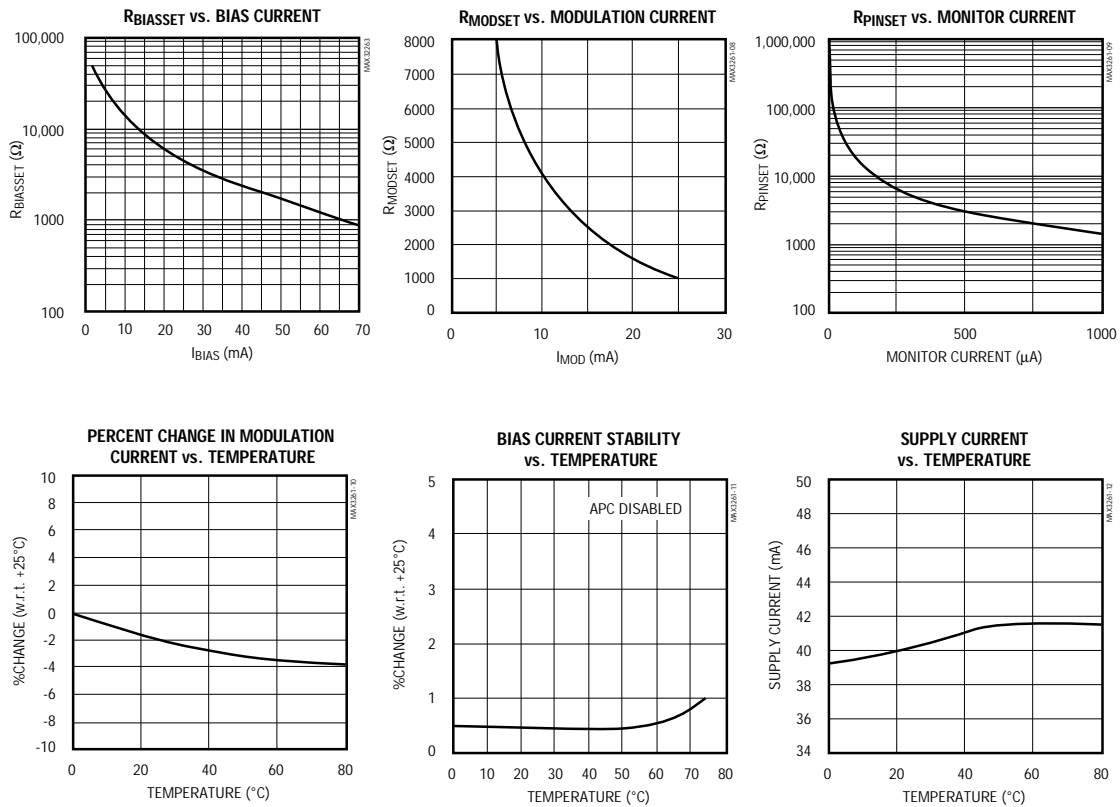 RBIASSET vs. BIAS CURRENT
100,000
10,000
1000
100
RBIASSET (Ω)
0 10 20 30 40 50 60 70
IBIAS (mA)
MAX32263
RMODSET vs. MODULATION CURRENT
8000
7000
6000
5000
4000
3000
2000
1000
0
RMODSET (Ω)
0 10 20 30
IMOD (mA)
MAX3261-08
RPINSET vs. MONITOR CURRENT
1,000,000
100,000
10,000
1000
100
RPINSET (Ω)
0 500 1000
MONITOR CURRENT (µA)
MAX3261-09
PERCENT CHANGE IN MODULATION
CURRENT vs. TEMPERATURE
10
8
6
4
2
0
-2
-4
-6
-8
-10
%CHANGE (w.r.t. +25°C)
0 20 40 60 80
TEMPERATURE (°C)
MAX3261-10
BIAS CURRENT STABILITY
vs. TEMPERATURE
APC DISABLED
5
4
3
2
1
0
%CHANGE (w.r.t. +25°C)
0 10 20 30 40 50 60 70 80
TEMPERATURE (°C)
MAX3261-11
SUPPLY CURRENT
vs. TEMPERATURE
50
48
46
44
42
40
38
36
34
SUPPLY CURRENT (mA)
0 20 40 60 80
TEMPERATURE (°C)
MAX3261-12